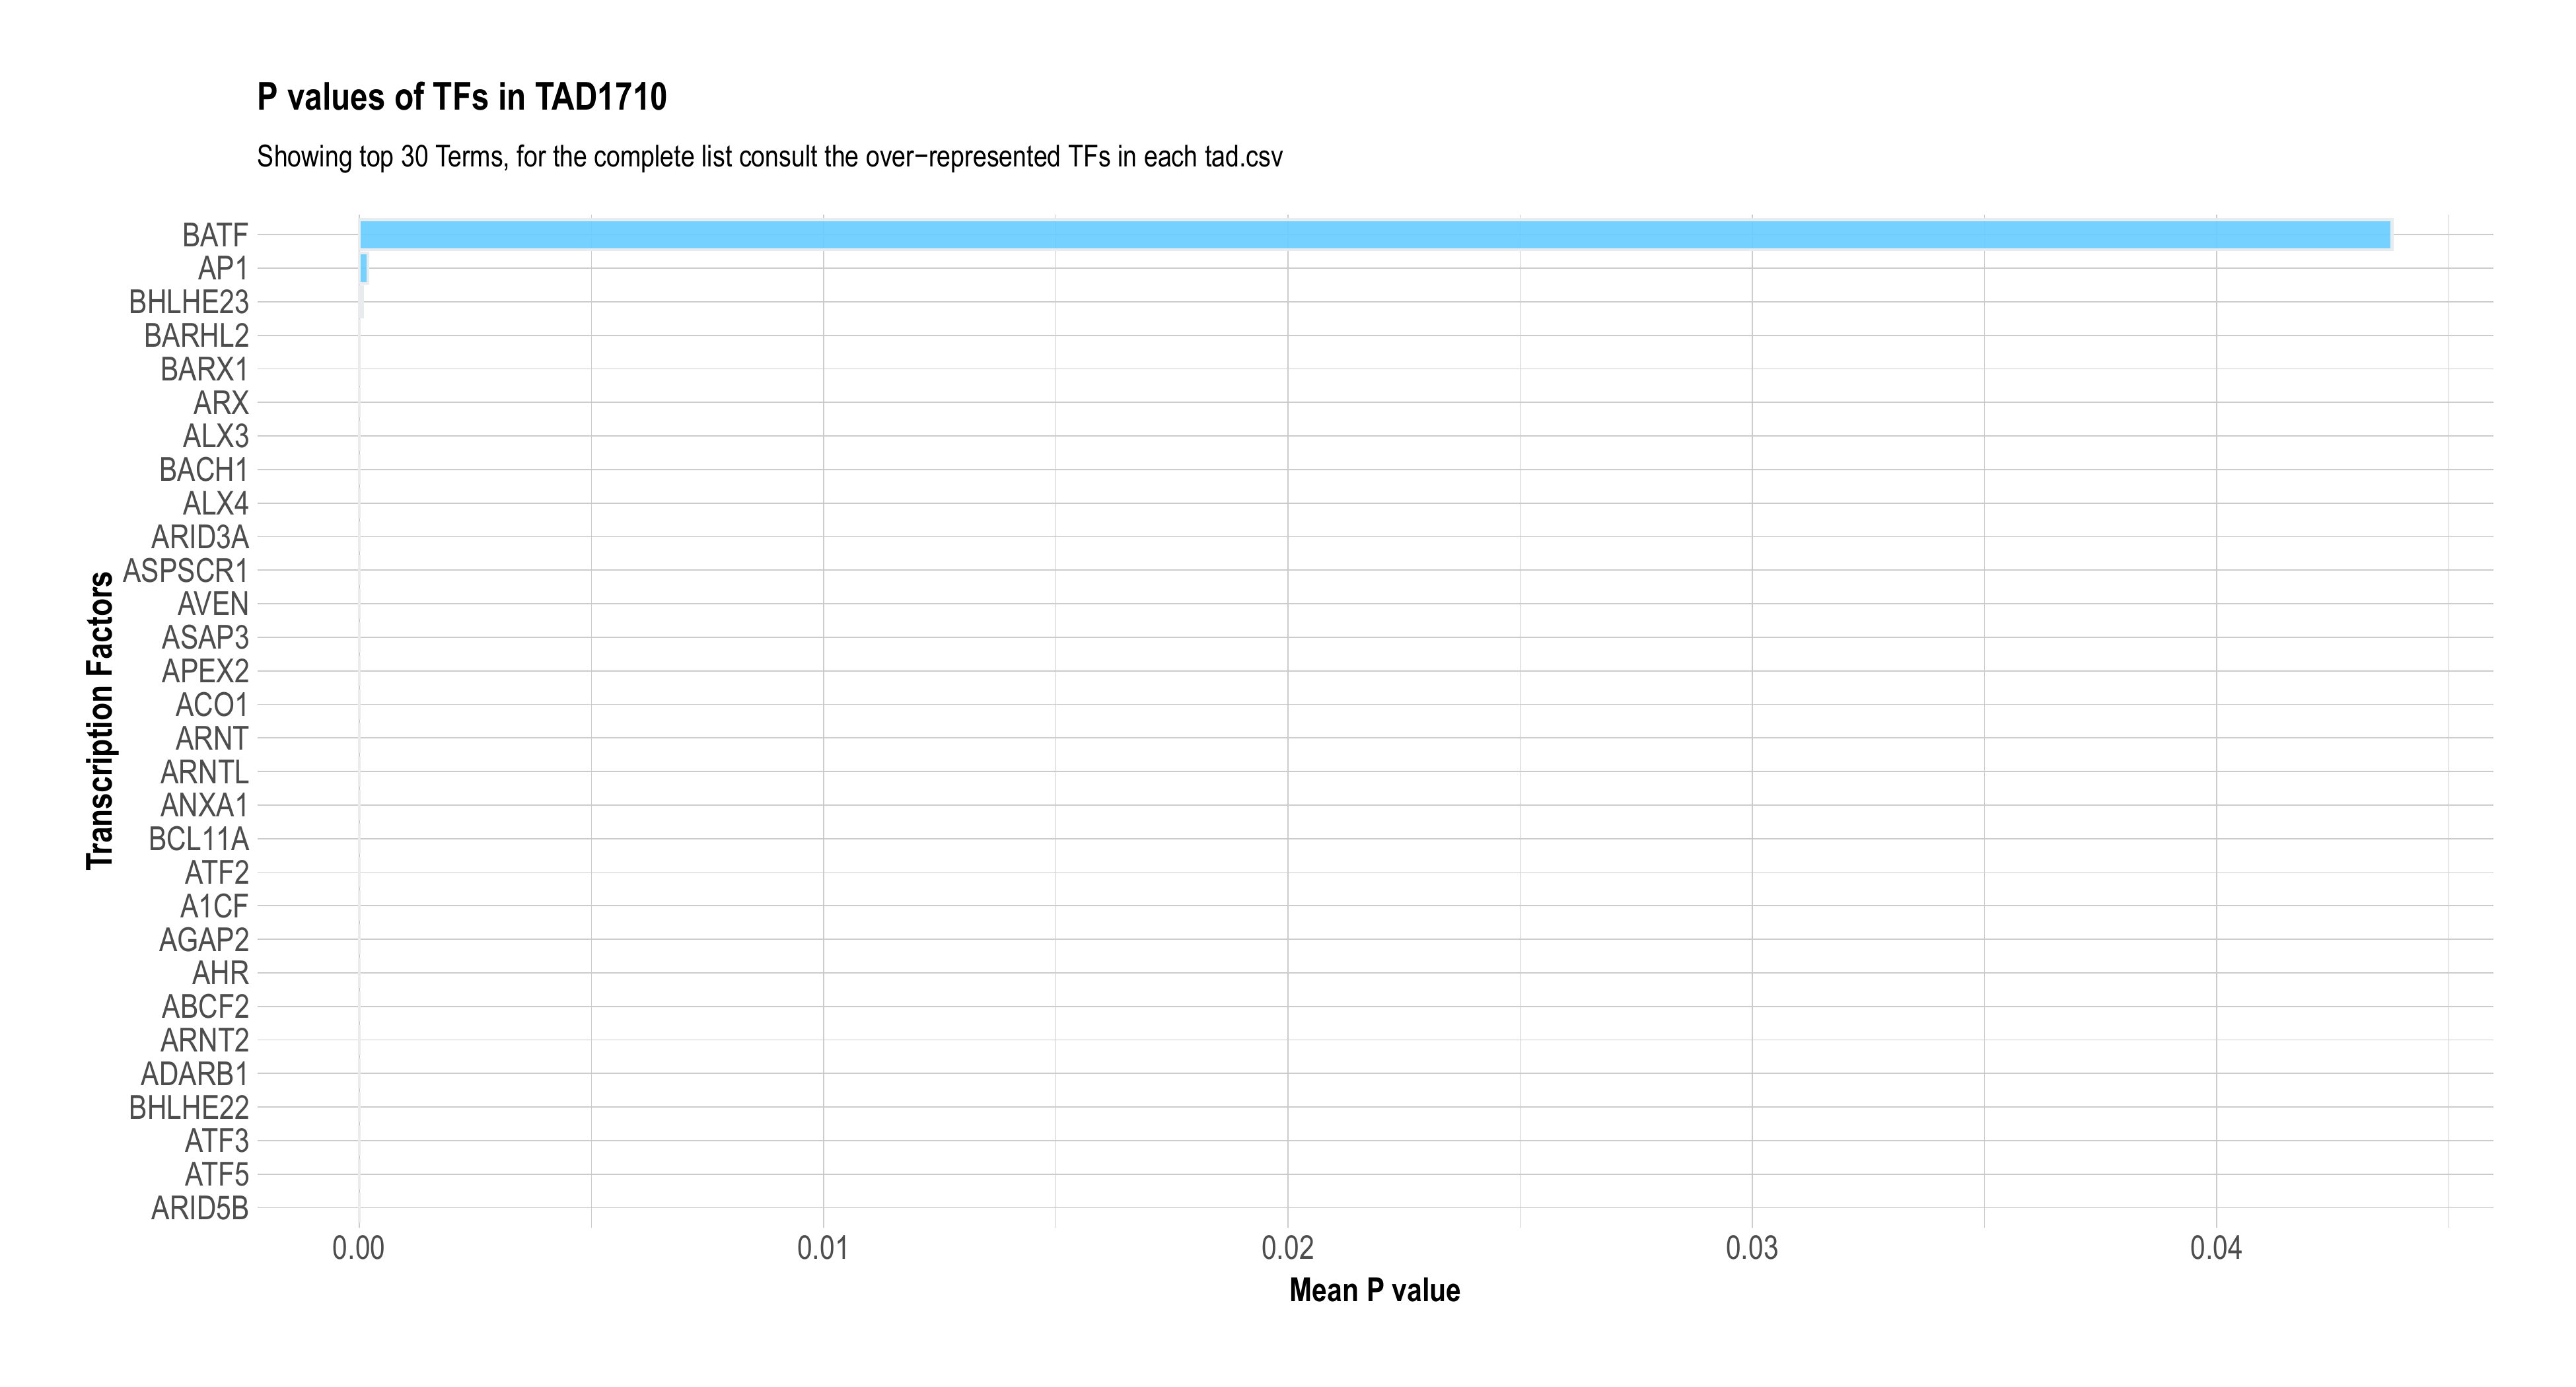 P values of TFs in TAD1710
Showing top 30 Terms, for the complete list consult the over−represented TFs in each tad.csv
Transcription Factors
BATF
AP1
BHLHE23
BARHL2
BARX1
ARX
ALX3
BACH1
ALX4
ARID3A
ASPSCR1
AVEN
ASAP3
APEX2
ACO1
ARNT
ARNTL
ANXA1
BCL11A
ATF2
A1CF
AGAP2
AHR
ABCF2
ARNT2
ADARB1
BHLHE22
ATF3
ATF5
ARID5B
0.00 0.01 0.02 0.03 0.04
Mean P value